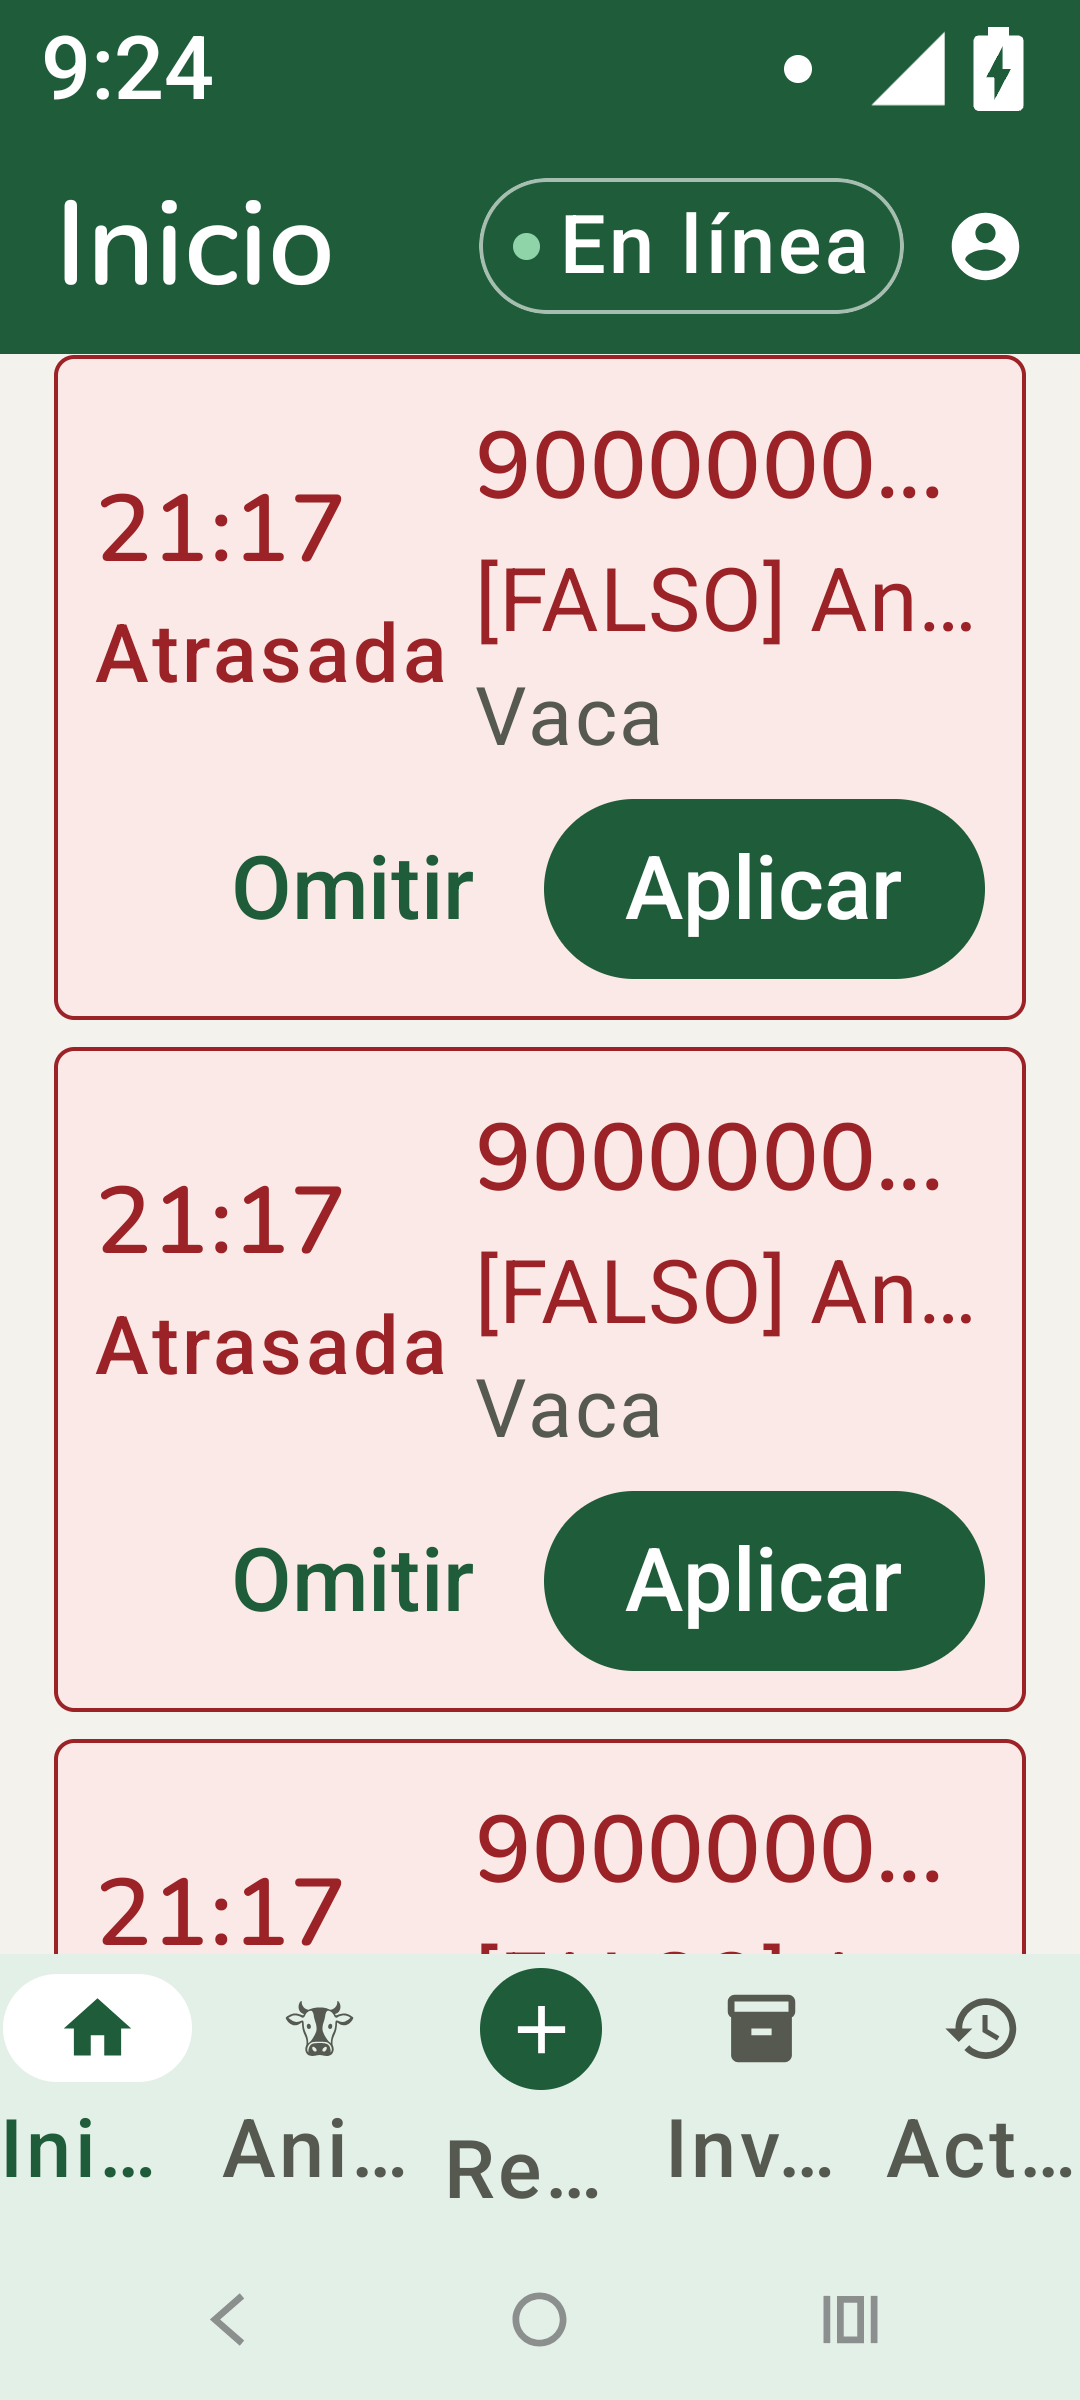 9:24
Inicio
En línea
9000000...
21:17
[FALSO] An...
Atrasada
Vaca
Omitir
Aplicar
9000000...
21:17
[FALSO] An...
Atrasada
Vaca
Omitir
Aplicar
9000000...
21:17
Ini...
Ani...
Re...
Inv...
Act...